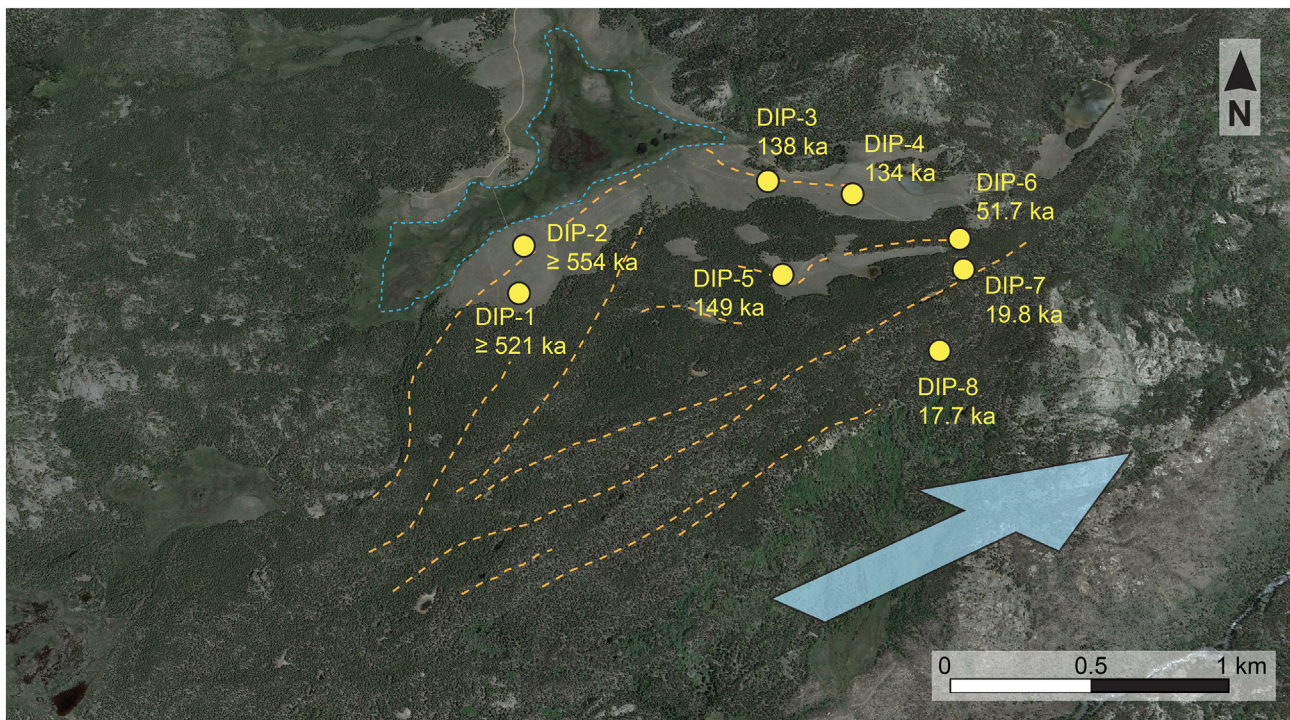 N
DIP-3
138 ka
DIP-4
134 ka
DIP-6
51.7 ka
DIP-2
≥ 554 ka
DIP-5
149 ka
DIP-7
19.8 ka
DIP-1
≥ 521 ka
DIP-8
17.7 ka
0 0.5 1 km